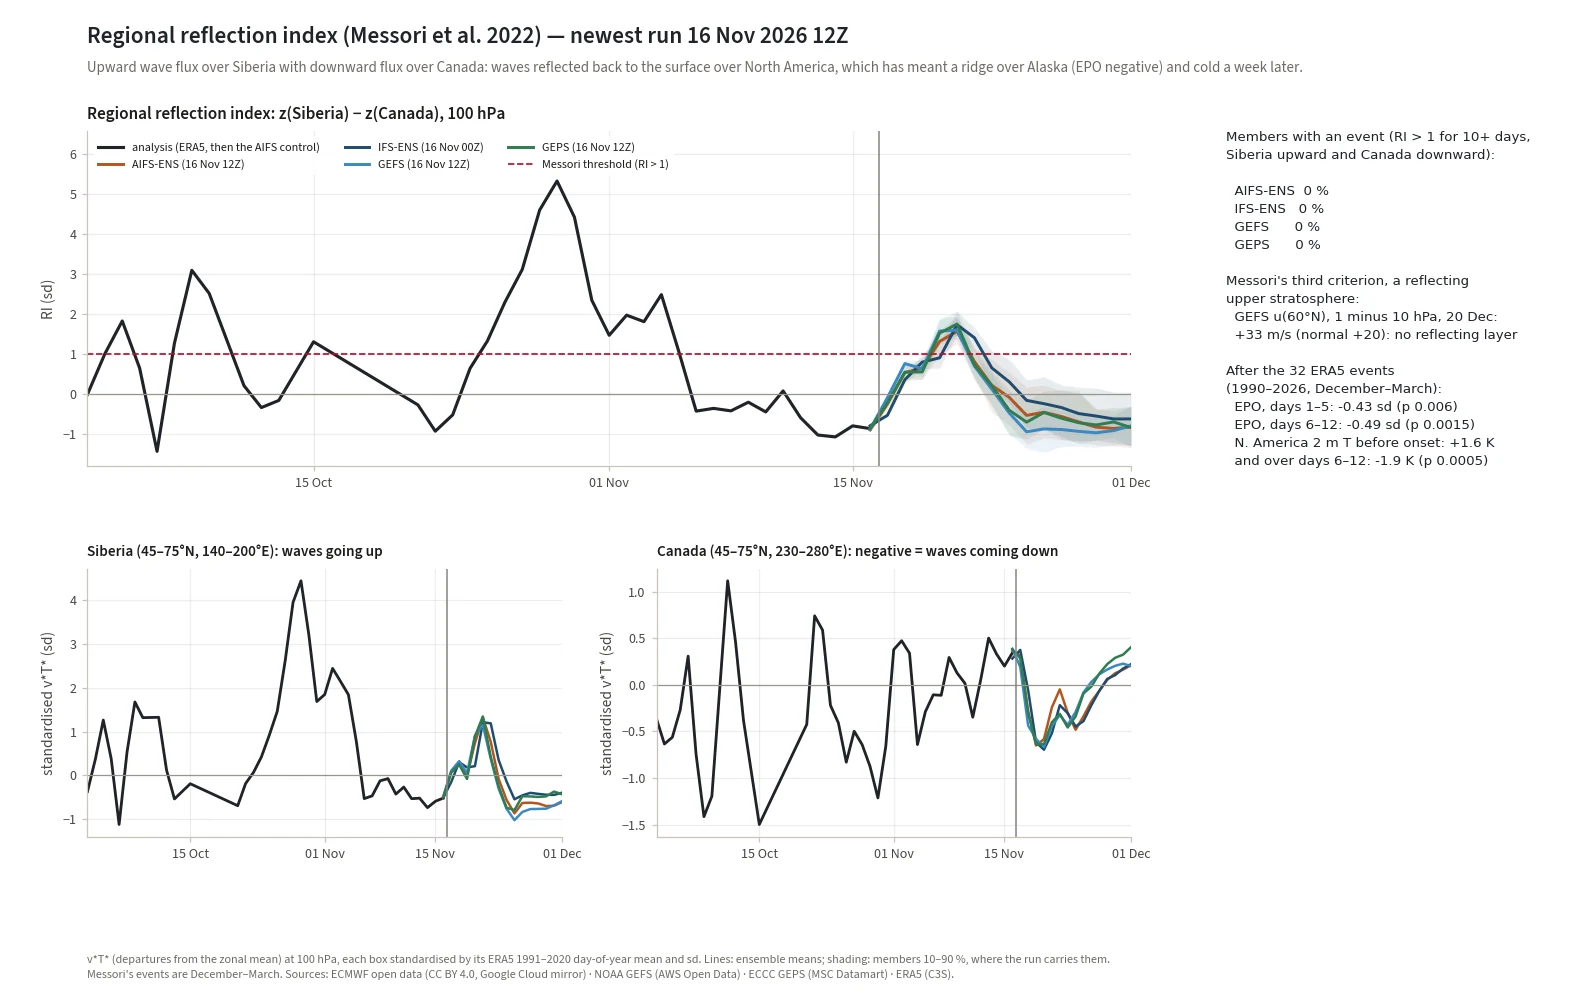 Regional reflection index (Messori et al. 2022) — newest run 16 Nov 2026 12Z
Upward wave flux over Siberia with downward flux over Canada: waves reflected back to the surface over North America, which has meant a ridge over Alaska (EPO negative) and cold a week later.
Regional reflection index: z(Siberia) − z(Canada), 100 hPa
analysis (ERA5, then the AIFS control)
AIFS-ENS (16 Nov 12Z)
IFS-ENS (16 Nov 00Z)
GEFS (16 Nov 12Z)
GEPS (16 Nov 12Z)
Messori threshold (RI > 1)
RI (sd)
6
5
4
3
2
1
0
−1
15 Oct
01 Nov
15 Nov
01 Dec
Members with an event (RI > 1 for 10+ days,
Siberia upward and Canada downward):
AIFS-ENS 0 %
IFS-ENS 0 %
GEFS 0 %
GEPS 0 %
Messori's third criterion, a reflecting
upper stratosphere:
GEFS u(60°N), 1 minus 10 hPa, 20 Dec:
+33 m/s (normal +20): no reflecting layer
After the 32 ERA5 events
(1990–2026, December–March):
EPO, days 1–5: -0.43 sd (p 0.006)
EPO, days 6–12: -0.49 sd (p 0.0015)
N. America 2 m T before onset: +1.6 K
and over days 6–12: -1.9 K (p 0.0005)
Siberia (45–75°N, 140–200°E): waves going up
standardised v*T* (sd)
4
3
2
1
0
−1
15 Oct
01 Nov
15 Nov
01 Dec
Canada (45–75°N, 230–280°E): negative = waves coming down
standardised v*T* (sd)
1.0
0.5
0.0
−0.5
−1.0
−1.5
15 Oct
01 Nov
15 Nov
01 Dec
v*T* (departures from the zonal mean) at 100 hPa, each box standardised by its ERA5 1991–2020 day-of-year mean and sd. Lines: ensemble means; shading: members 10–90 %, where the run carries them.
Messori's events are December–March. Sources: ECMWF open data (CC BY 4.0, Google Cloud mirror) · NOAA GEFS (AWS Open Data) · ECCC GEPS (MSC Datamart) · ERA5 (C3S).